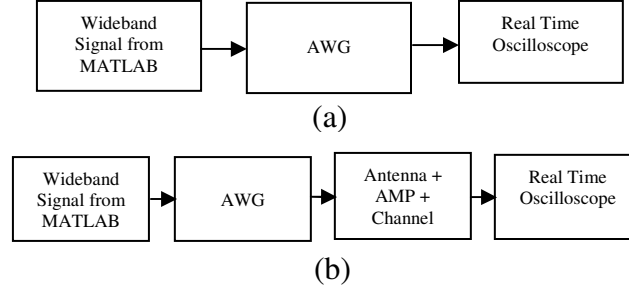 Wideband
Signal from
MATLAB
AWG
Real Time
Oscilloscope
(a)
Wideband
Signal from
MATLAB
AWG
Antenna +
AMP +
Channel
Real Time
Oscilloscope
(b)